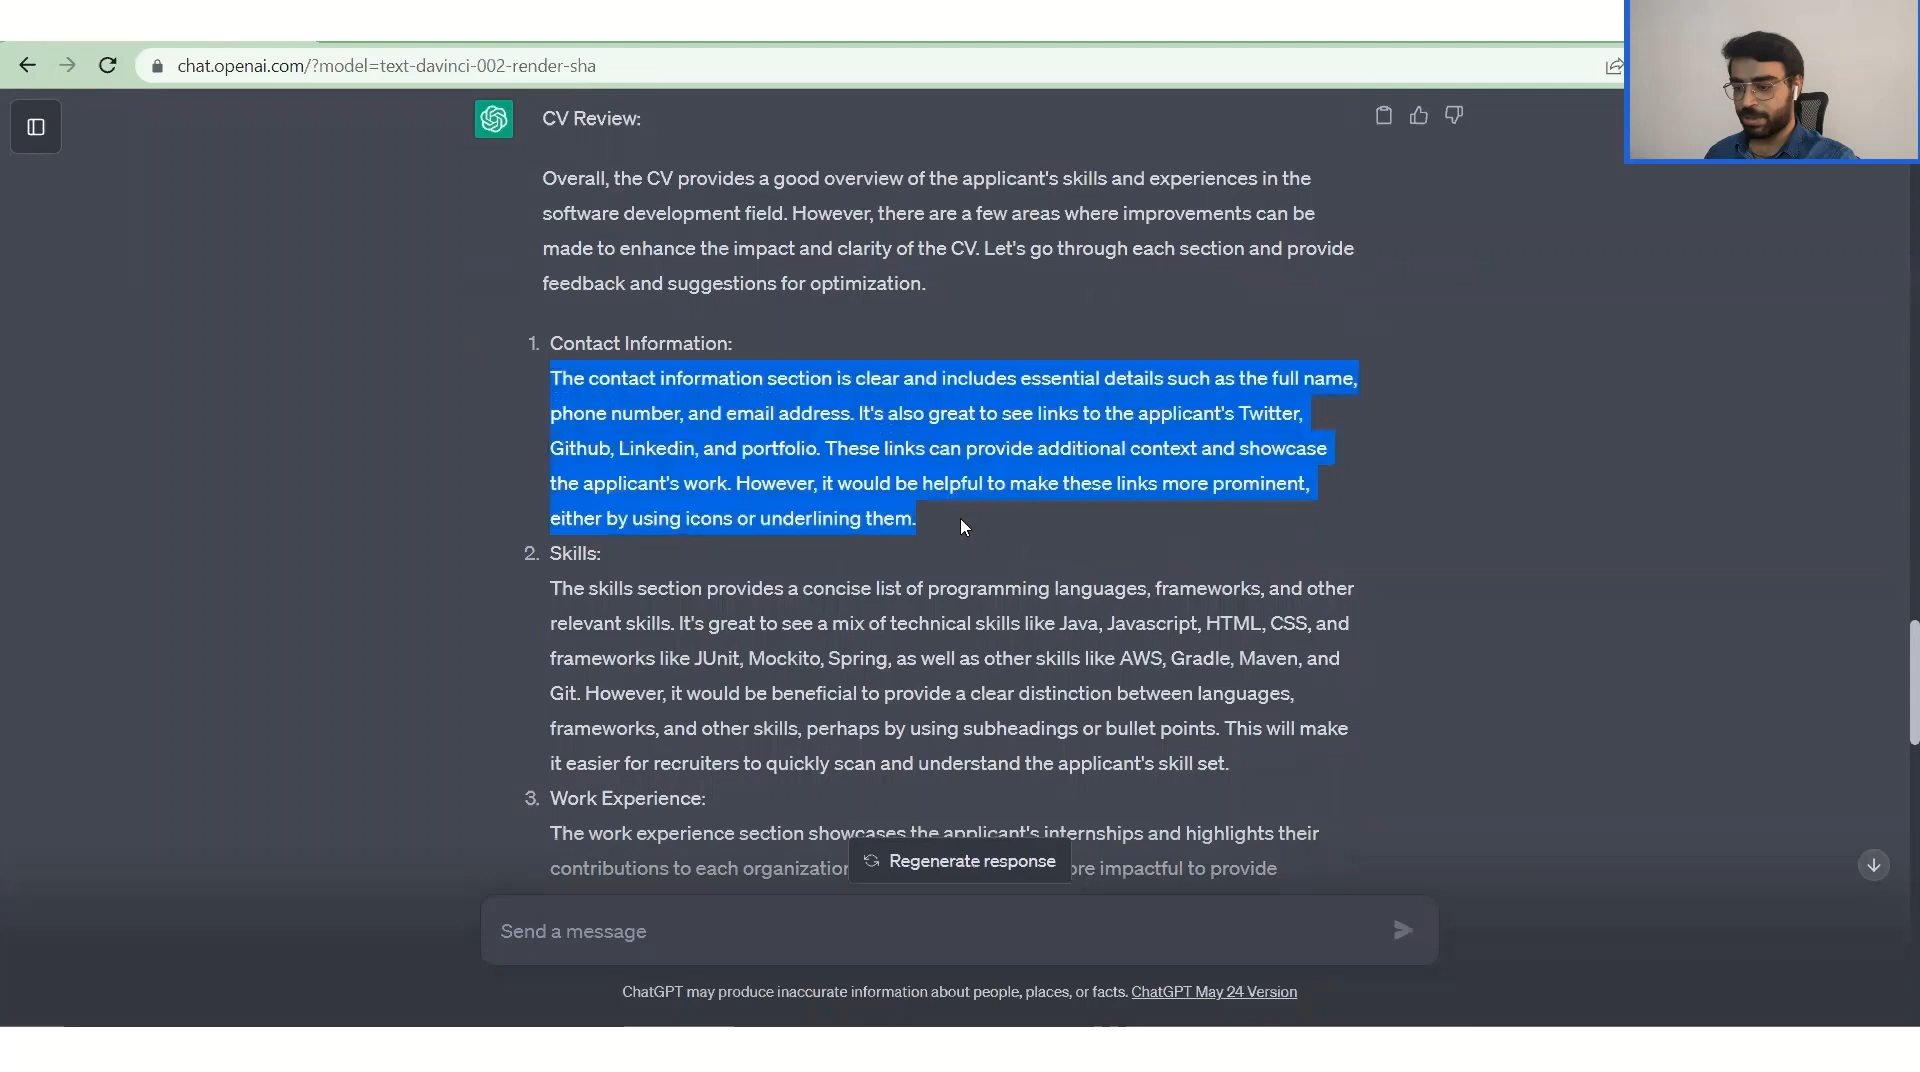 chat.openai.com/?model=text-davinci-002-render-sha
CV Review:
Overall, the CV provides a good overview of the applicant's skills and experiences in the
software development field. However, there are a few areas where improvements can be
made to enhance the impact and clarity of the CV. Let's go through each section and provide
feedback and suggestions for optimization.
1. Contact Information:
The contact information section is clear and includes essential details such as the full name,
phone number, and email address. It's also great to see links to the applicant's Twitter,
Github, Linkedin, and portfolio. These links can provide additional context and showcase
the applicant's work. However, it would be helpful to make these links more prominent,
either by using icons or underlining them.
2. Skills:
The skills section provides a concise list of programming languages, frameworks, and other
relevant skills. It's great to see a mix of technical skills like Java, Javascript, HTML, CSS, and
frameworks like JUnit, Mockito, Spring, as well as other skills like AWS, Gradle, Maven, and
Git. However, it would be beneficial to provide a clear distinction between languages,
frameworks, and other skills, perhaps by using subheadings or bullet points. This will make
it easier for recruiters to quickly scan and understand the applicant's skill set.
3. Work Experience:
The work experience section showcases the applicant's internships and highlights their
contributions to each impactful to provide
Regenerate response
Send a message
ChatGPT may produce inaccurate information about people, places, or facts. ChatGPT May 24 Version